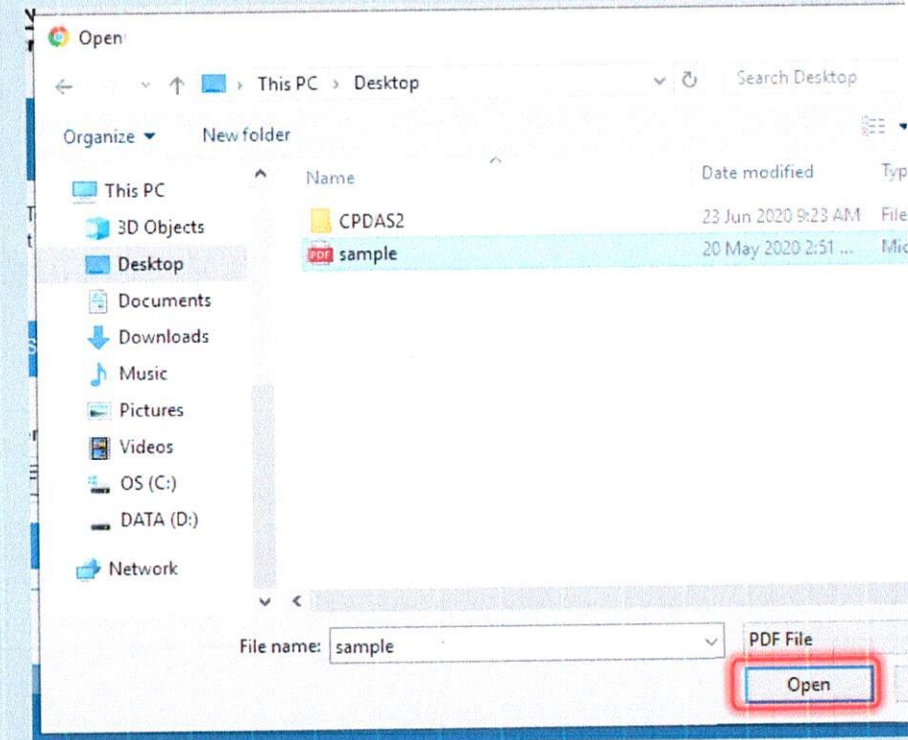 Open
This PC › Desktop
Search Desktop
Organize
New folder
Name
Date modified
Typ
This PC
3D Objects
Desktop
Documents
Downloads
Music
Pictures
Videos
OS (C:)
DATA (D:)
Network
CPDAS2
23 Jun 2020 9:23 AM
File
PDF
sample
20 May 2020 2:51 ...
Mic
File name:
sample
PDF File
Open